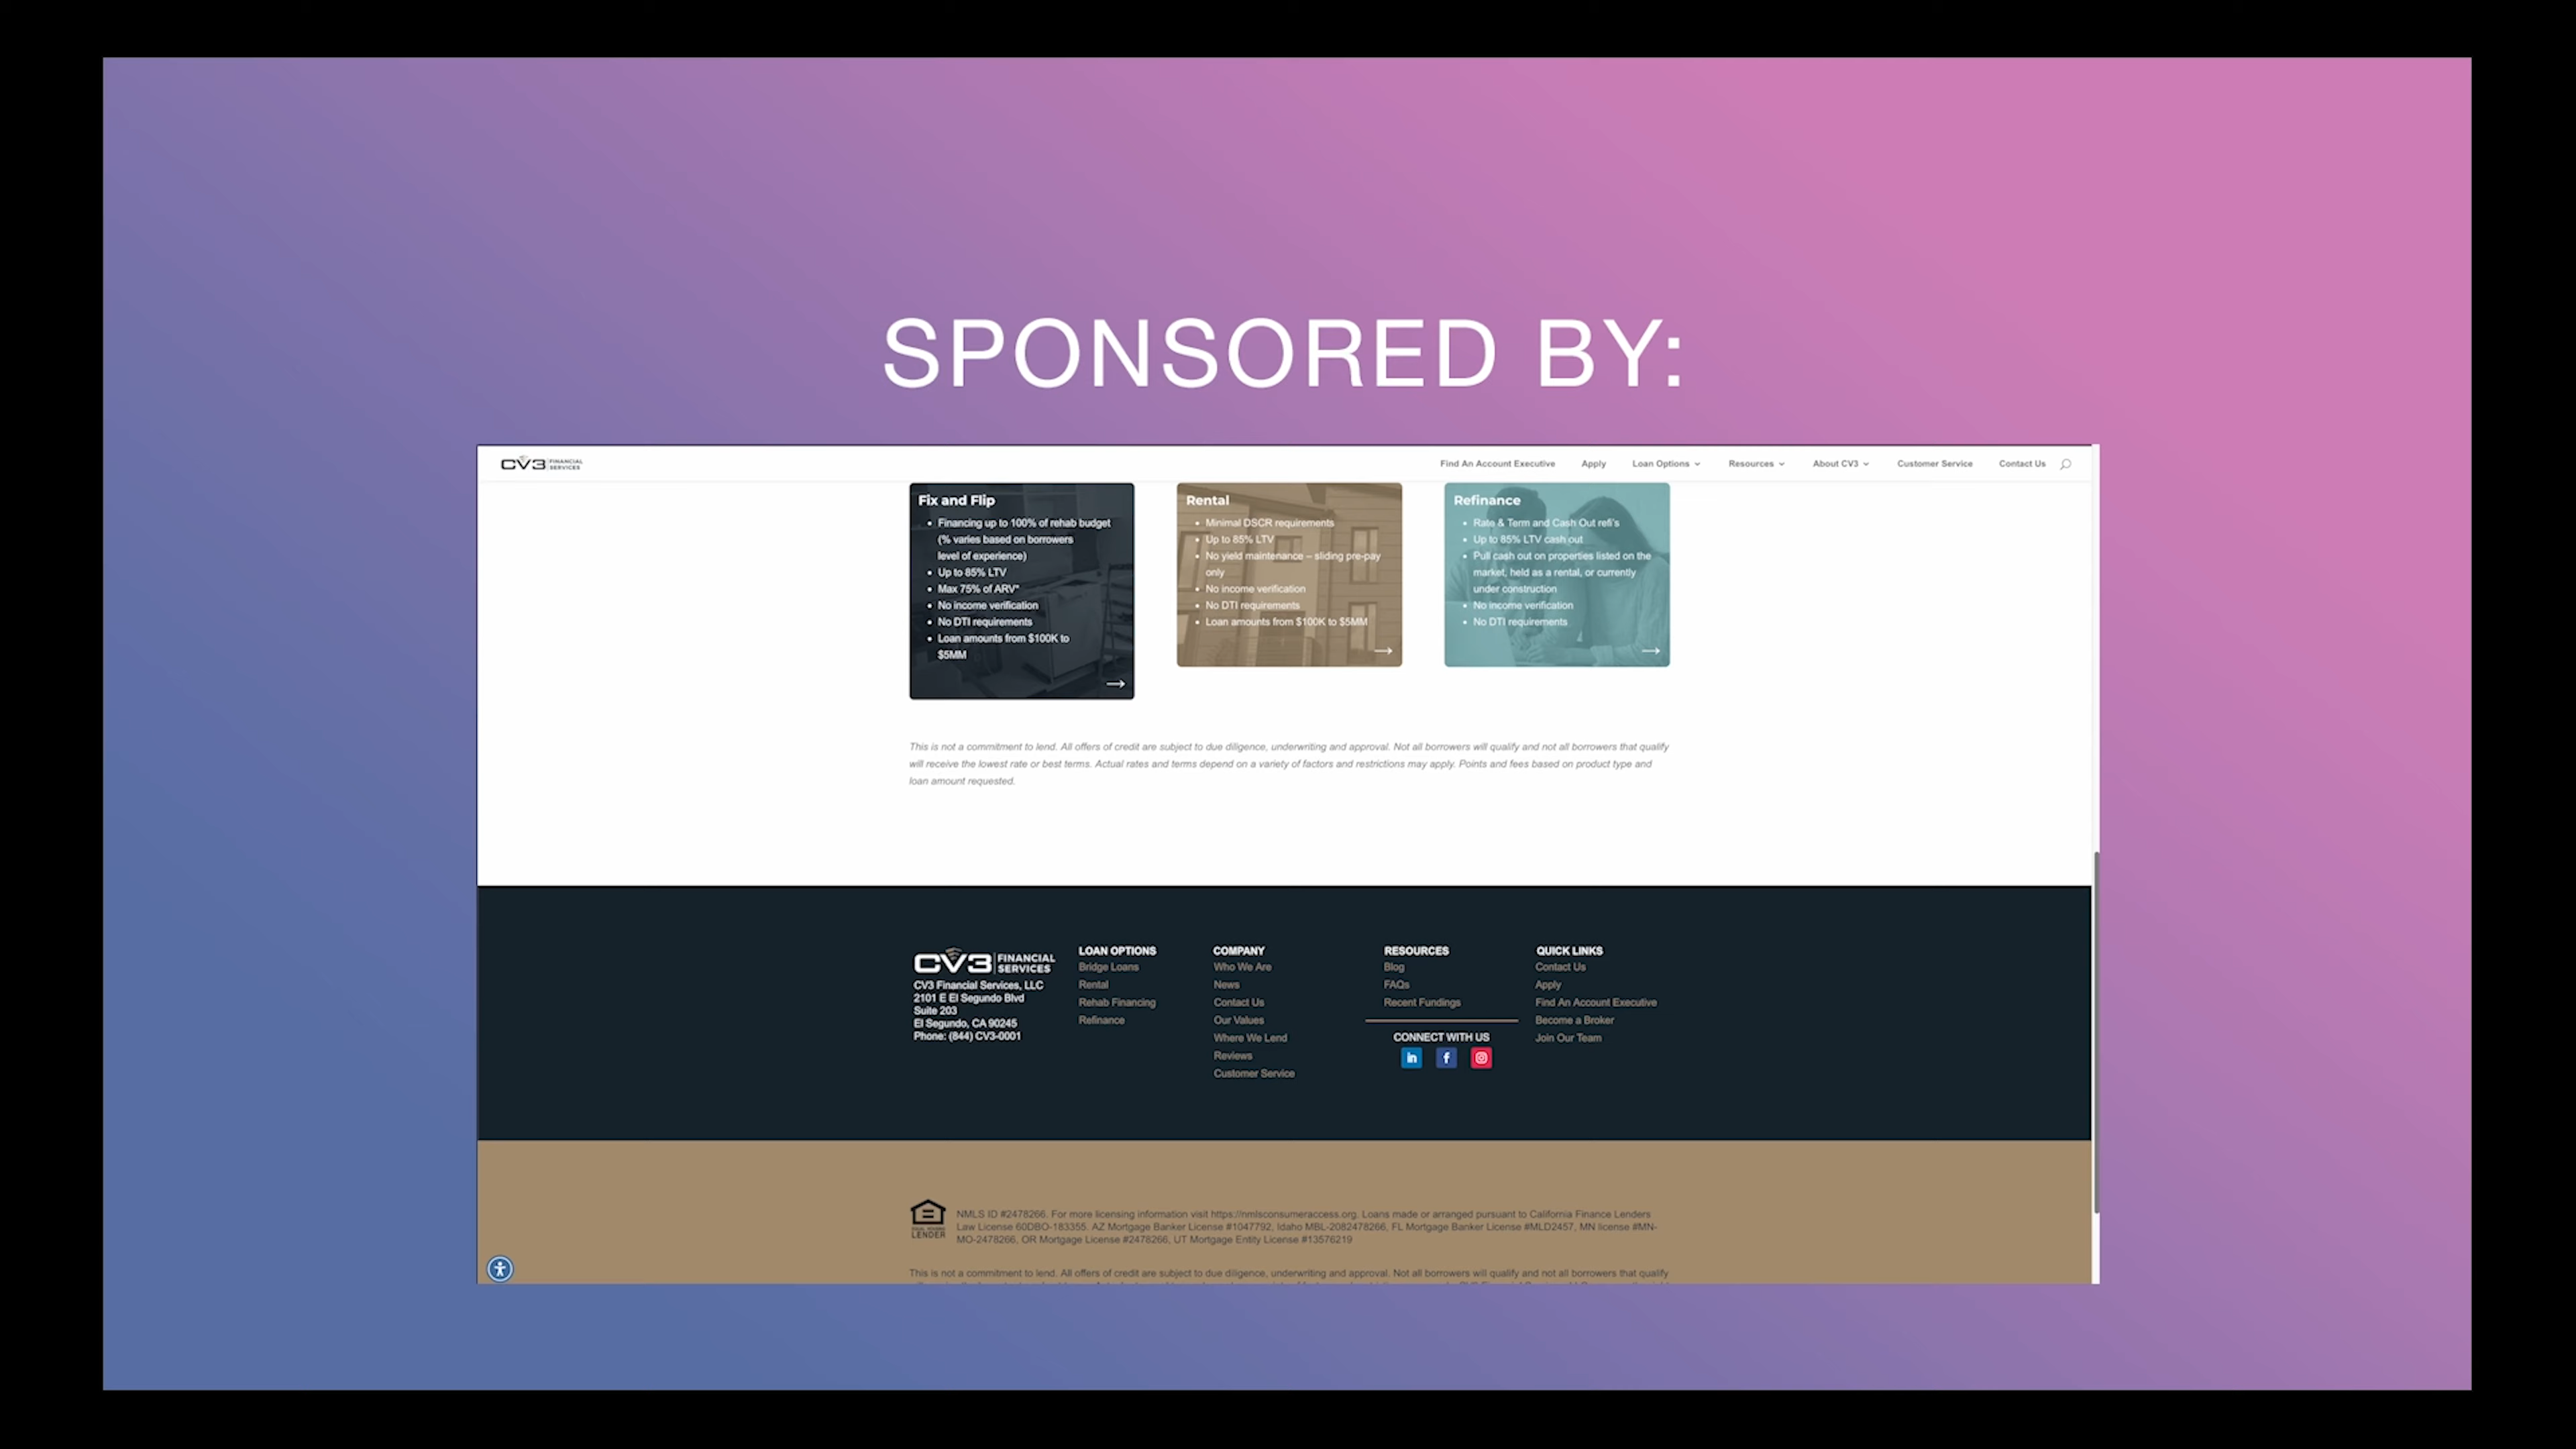 SPONSORED BY:
CV3 FINANCIAL SERVICES
Find An Account Executive Apply Loan Options Resources About CV3 Customer Service Contact Us
Fix and Flip
• Financing up to 100% of rehab budget
(% varies based on borrowers
level of experience)
• Up to 85% LTV
• Max 75% of ARV*
• No income verification
• No DTI requirements
• Loan amounts from $100K to
$5MM
Rental
• Minimal DSCR requirements
• Up to 85% LTV
• No yield maintenance – sliding pre-pay
only
• No income verification
• No DTI requirements
• Loan amounts from $100K to $5MM
Refinance
• Rate & Term and Cash Out refi's
• Up to 85% LTV cash out
• Pull cash out on properties listed on the
market, held as a rental, or currently
under construction
• No income verification
• No DTI requirements
This is not a commitment to lend. All offers of credit are subject to due diligence, underwriting and approval. Not all borrowers will qualify and not all borrowers that qualify
will receive the lowest rate or best terms. Actual rates and terms depend on a variety of factors and restrictions may apply. Points and fees based on product type and
loan amount requested.
CV3 FINANCIAL SERVICES
CV3 Financial Services, LLC
2101 E El Segundo Blvd
Suite 203
El Segundo, CA 90245
Phone: (844) CV3-0001
LOAN OPTIONS
Bridge Loans
Rental
Rehab Financing
Refinance
COMPANY
Who We Are
News
Contact Us
Our Values
Where We Lend
Reviews
Customer Service
RESOURCES
Blog
FAQs
Recent Fundings
CONNECT WITH US
in f
QUICK LINKS
Contact Us
Apply
Find An Account Executive
Become a Broker
Join Our Team
LENDER
NMLS ID #2478266. For more licensing information visit https://nmlsconsumeraccess.org. Loans made or arranged pursuant to California Finance Lenders
Law License 60DBO-183355. AZ Mortgage Banker License #1047792, Idaho MBL-2082478266, FL Mortgage Banker License #MLD2457, MN license #MN-
MO-2478266, OR Mortgage License #2478266, UT Mortgage Entity License #13576219
This is not a commitment to lend. All offers of credit are subject to due diligence, underwriting and approval. Not all borrowers will qualify and not all borrowers that qualify